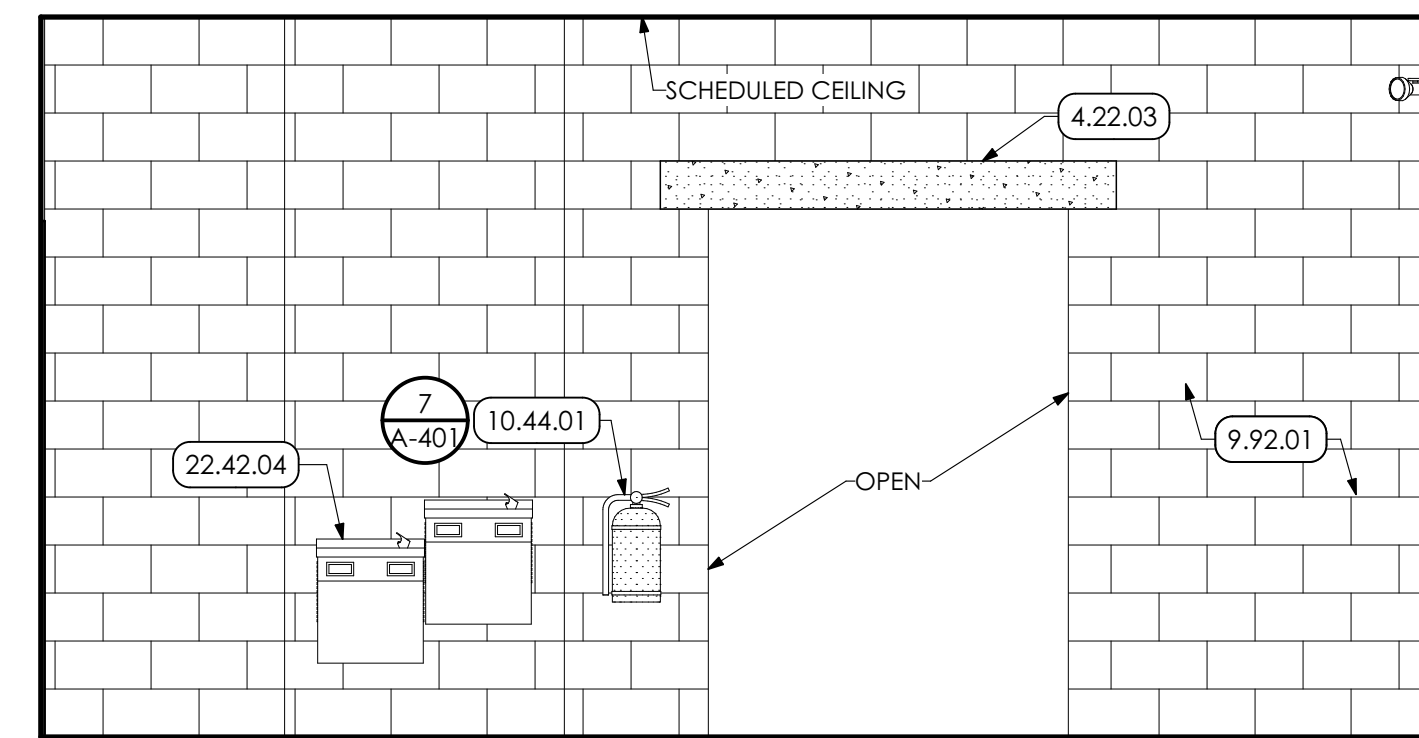 SCHEDULED CEILING
4.22.03
7
A-401
10.44.01
22.42.04
9.92.01
OPEN